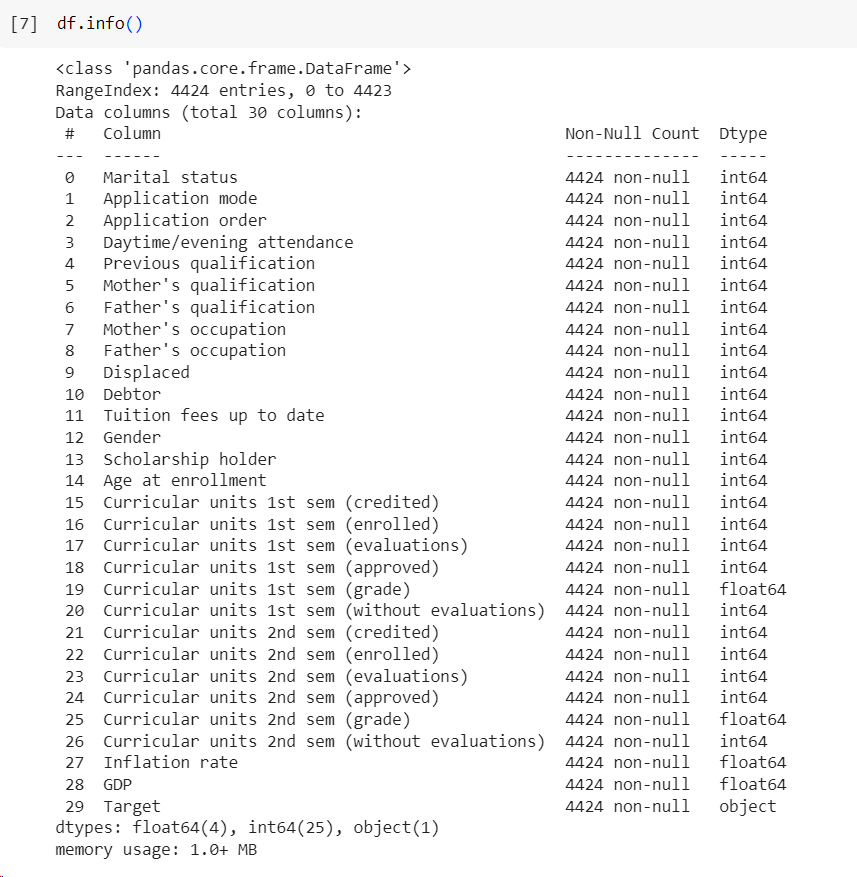 [7] df.info()
<class 'pandas.core.frame.DataFrame'>
RangeIndex: 4424 entries, 0 to 4423
Data columns (total 30 columns):
 #   Column                                          Non-Null Count  Dtype
---  ------                                          --------------  -----
 0   Marital status                                  4424 non-null   int64
 1   Application mode                                4424 non-null   int64
 2   Application order                               4424 non-null   int64
 3   Daytime/evening attendance                      4424 non-null   int64
 4   Previous qualification                          4424 non-null   int64
 5   Mother's qualification                          4424 non-null   int64
 6   Father's qualification                          4424 non-null   int64
 7   Mother's occupation                             4424 non-null   int64
 8   Father's occupation                             4424 non-null   int64
 9   Displaced                                       4424 non-null   int64
 10  Debtor                                          4424 non-null   int64
 11  Tuition fees up to date                         4424 non-null   int64
 12  Gender                                          4424 non-null   int64
 13  Scholarship holder                              4424 non-null   int64
 14  Age at enrollment                               4424 non-null   int64
 15  Curricular units 1st sem (credited)             4424 non-null   int64
 16  Curricular units 1st sem (enrolled)             4424 non-null   int64
 17  Curricular units 1st sem (evaluations)          4424 non-null   int64
 18  Curricular units 1st sem (approved)             4424 non-null   int64
 19  Curricular units 1st sem (grade)                4424 non-null   float64
 20  Curricular units 1st sem (without evaluations)  4424 non-null   int64
 21  Curricular units 2nd sem (credited)             4424 non-null   int64
 22  Curricular units 2nd sem (enrolled)             4424 non-null   int64
 23  Curricular units 2nd sem (evaluations)          4424 non-null   int64
 24  Curricular units 2nd sem (approved)             4424 non-null   int64
 25  Curricular units 2nd sem (grade)                4424 non-null   float64
 26  Curricular units 2nd sem (without evaluations)  4424 non-null   int64
 27  Inflation rate                                  4424 non-null   float64
 28  GDP                                             4424 non-null   float64
 29  Target                                          4424 non-null   object
dtypes: float64(4), int64(25), object(1)
memory usage: 1.0+ MB